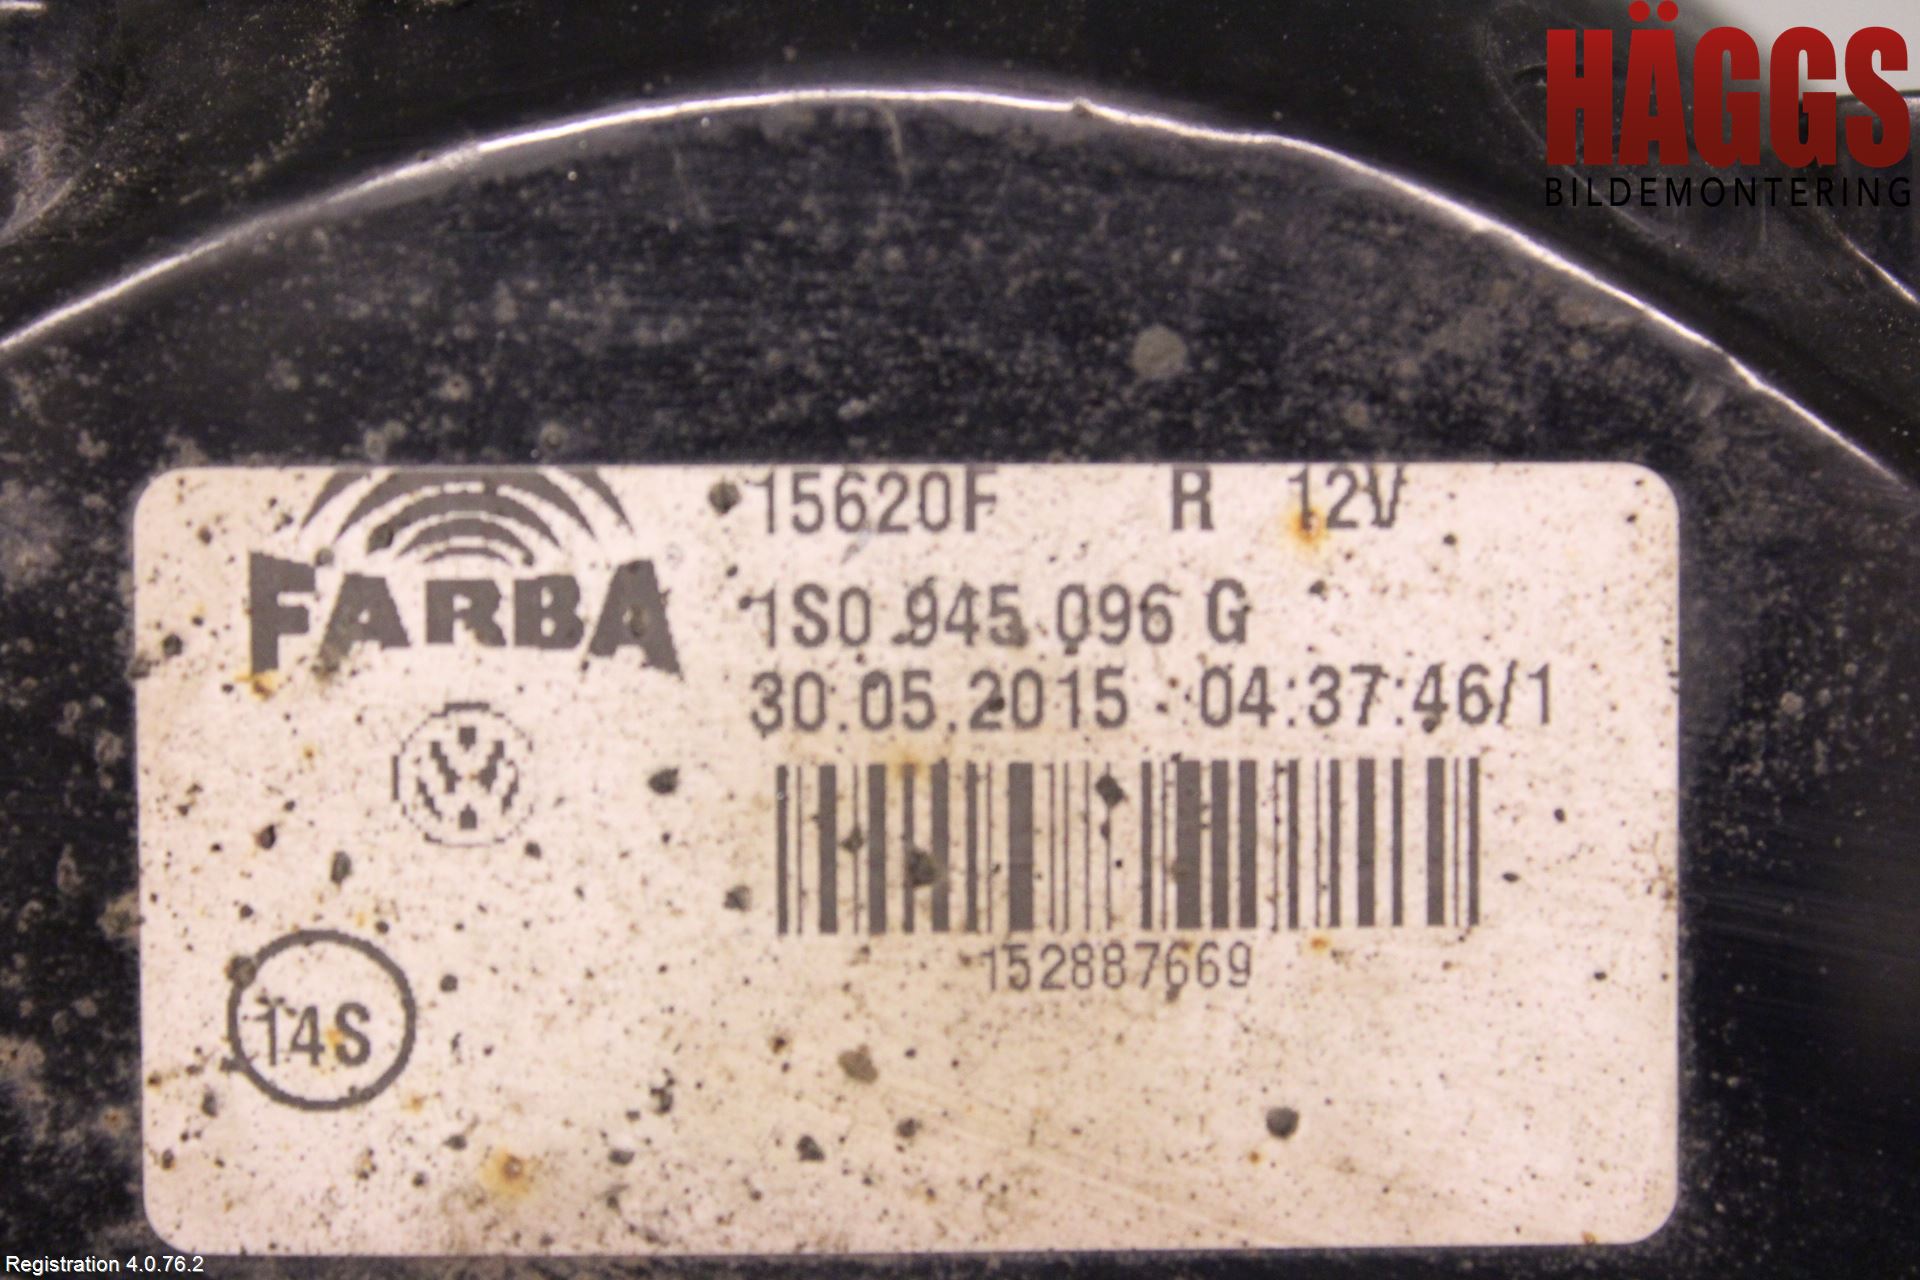 HÄGGS
BILDEMONTERING
15620F R 12V
FARBA
1S0 945 096 G
30.05.2015 - 04:37:46/1
152887669
14S
Registration 4.0.76.2